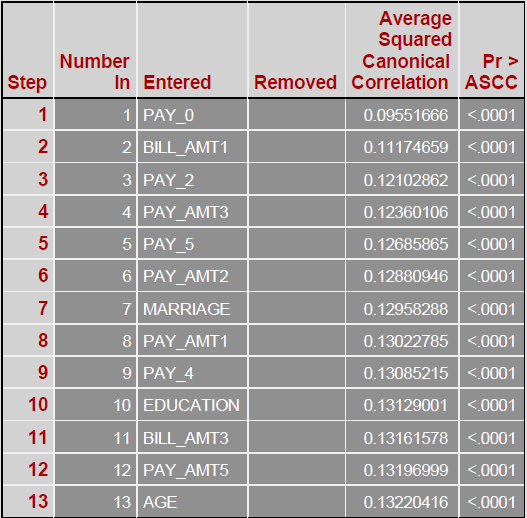 Step Number In Entered Removed Average Squared Canonical Correlation Pr > ASCC
1 1 PAY_0 0.09551666 <.0001
2 2 BILL_AMT1 0.11174659 <.0001
3 3 PAY_2 0.12102862 <.0001
4 4 PAY_AMT3 0.12360106 <.0001
5 5 PAY_5 0.12685865 <.0001
6 6 PAY_AMT2 0.12880946 <.0001
7 7 MARRIAGE 0.12958288 <.0001
8 8 PAY_AMT1 0.13022785 <.0001
9 9 PAY_4 0.13085215 <.0001
10 10 EDUCATION 0.13129001 <.0001
11 11 BILL_AMT3 0.13161578 <.0001
12 12 PAY_AMT5 0.13196999 <.0001
13 13 AGE 0.13220416 <.0001